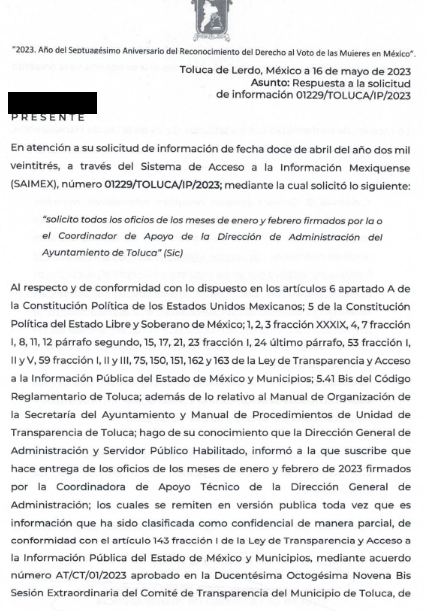 "2023. Año del Septuagésimo Aniversario del Reconocimiento del Derecho al Voto de las Mujeres en México".
Toluca de Lerdo, México a 16 de mayo de 2023
Asunto: Respuesta a la solicitud
de información 01229/TOLUCA/IP/2023
PRESENTE
En atención a su solicitud de información de fecha doce de abril del año dos mil
veintitrés, a través del Sistema de Acceso a la Información Mexiquense
(SAIMEX), número 01229/TOLUCA/IP/2023; mediante la cual solicitó lo siguiente:
"solicito todos los oficios de los meses de enero y febrero firmados por la o
el Coordinador de Apoyo de la Dirección de Administración del
Ayuntamiento de Toluca" (Sic)
Al respecto y de conformidad con lo dispuesto en los artículos 6 apartado A de
la Constitución Política de los Estados Unidos Mexicanos; 5 de la Constitución
Política del Estado Libre y Soberano de México; 1, 2, 3 fracción XXXIX, 4, 7 fracción
I, 8, 11, 12 párrafo segundo, 15, 17, 21, 23 fracción I, 24 último párrafo, 53 fracción I,
II y V, 59 fracción I, II y III, 75, 150, 151, 162 y 163 de la Ley de Transparencia y Acceso
a la Información Pública del Estado de México y Municipios; 5.41 Bis del Código
Reglamentario de Toluca; además de lo relativo al Manual de Organización de
la Secretaría del Ayuntamiento y Manual de Procedimientos de Unidad de
Transparencia de Toluca; hago de su conocimiento que la Dirección General de
Administración y Servidor Público Habilitado, informó a la que suscribe que
hace entrega de los oficios de los meses de enero y febrero de 2023 firmados
por la Coordinadora de Apoyo Técnico de la Dirección General de
Administración; los cuales se remiten en versión publica toda vez que es
información que ha sido clasificada como confidencial de manera parcial, de
conformidad con el artículo 143 fracción I de la Ley de Transparencia y Acceso a
la Información Pública del Estado de México y Municipios, mediante acuerdo
número AT/CT/01/2023 aprobado en la Ducentésima Octogésima Novena Bis
Sesión Extraordinaria del Comité de Transparencia del Municipio de Toluca, de